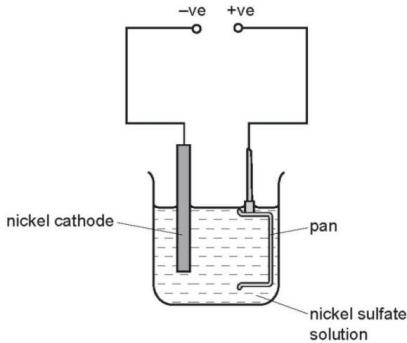 –ve +ve
nickel cathode
pan
nickel sulfate
solution